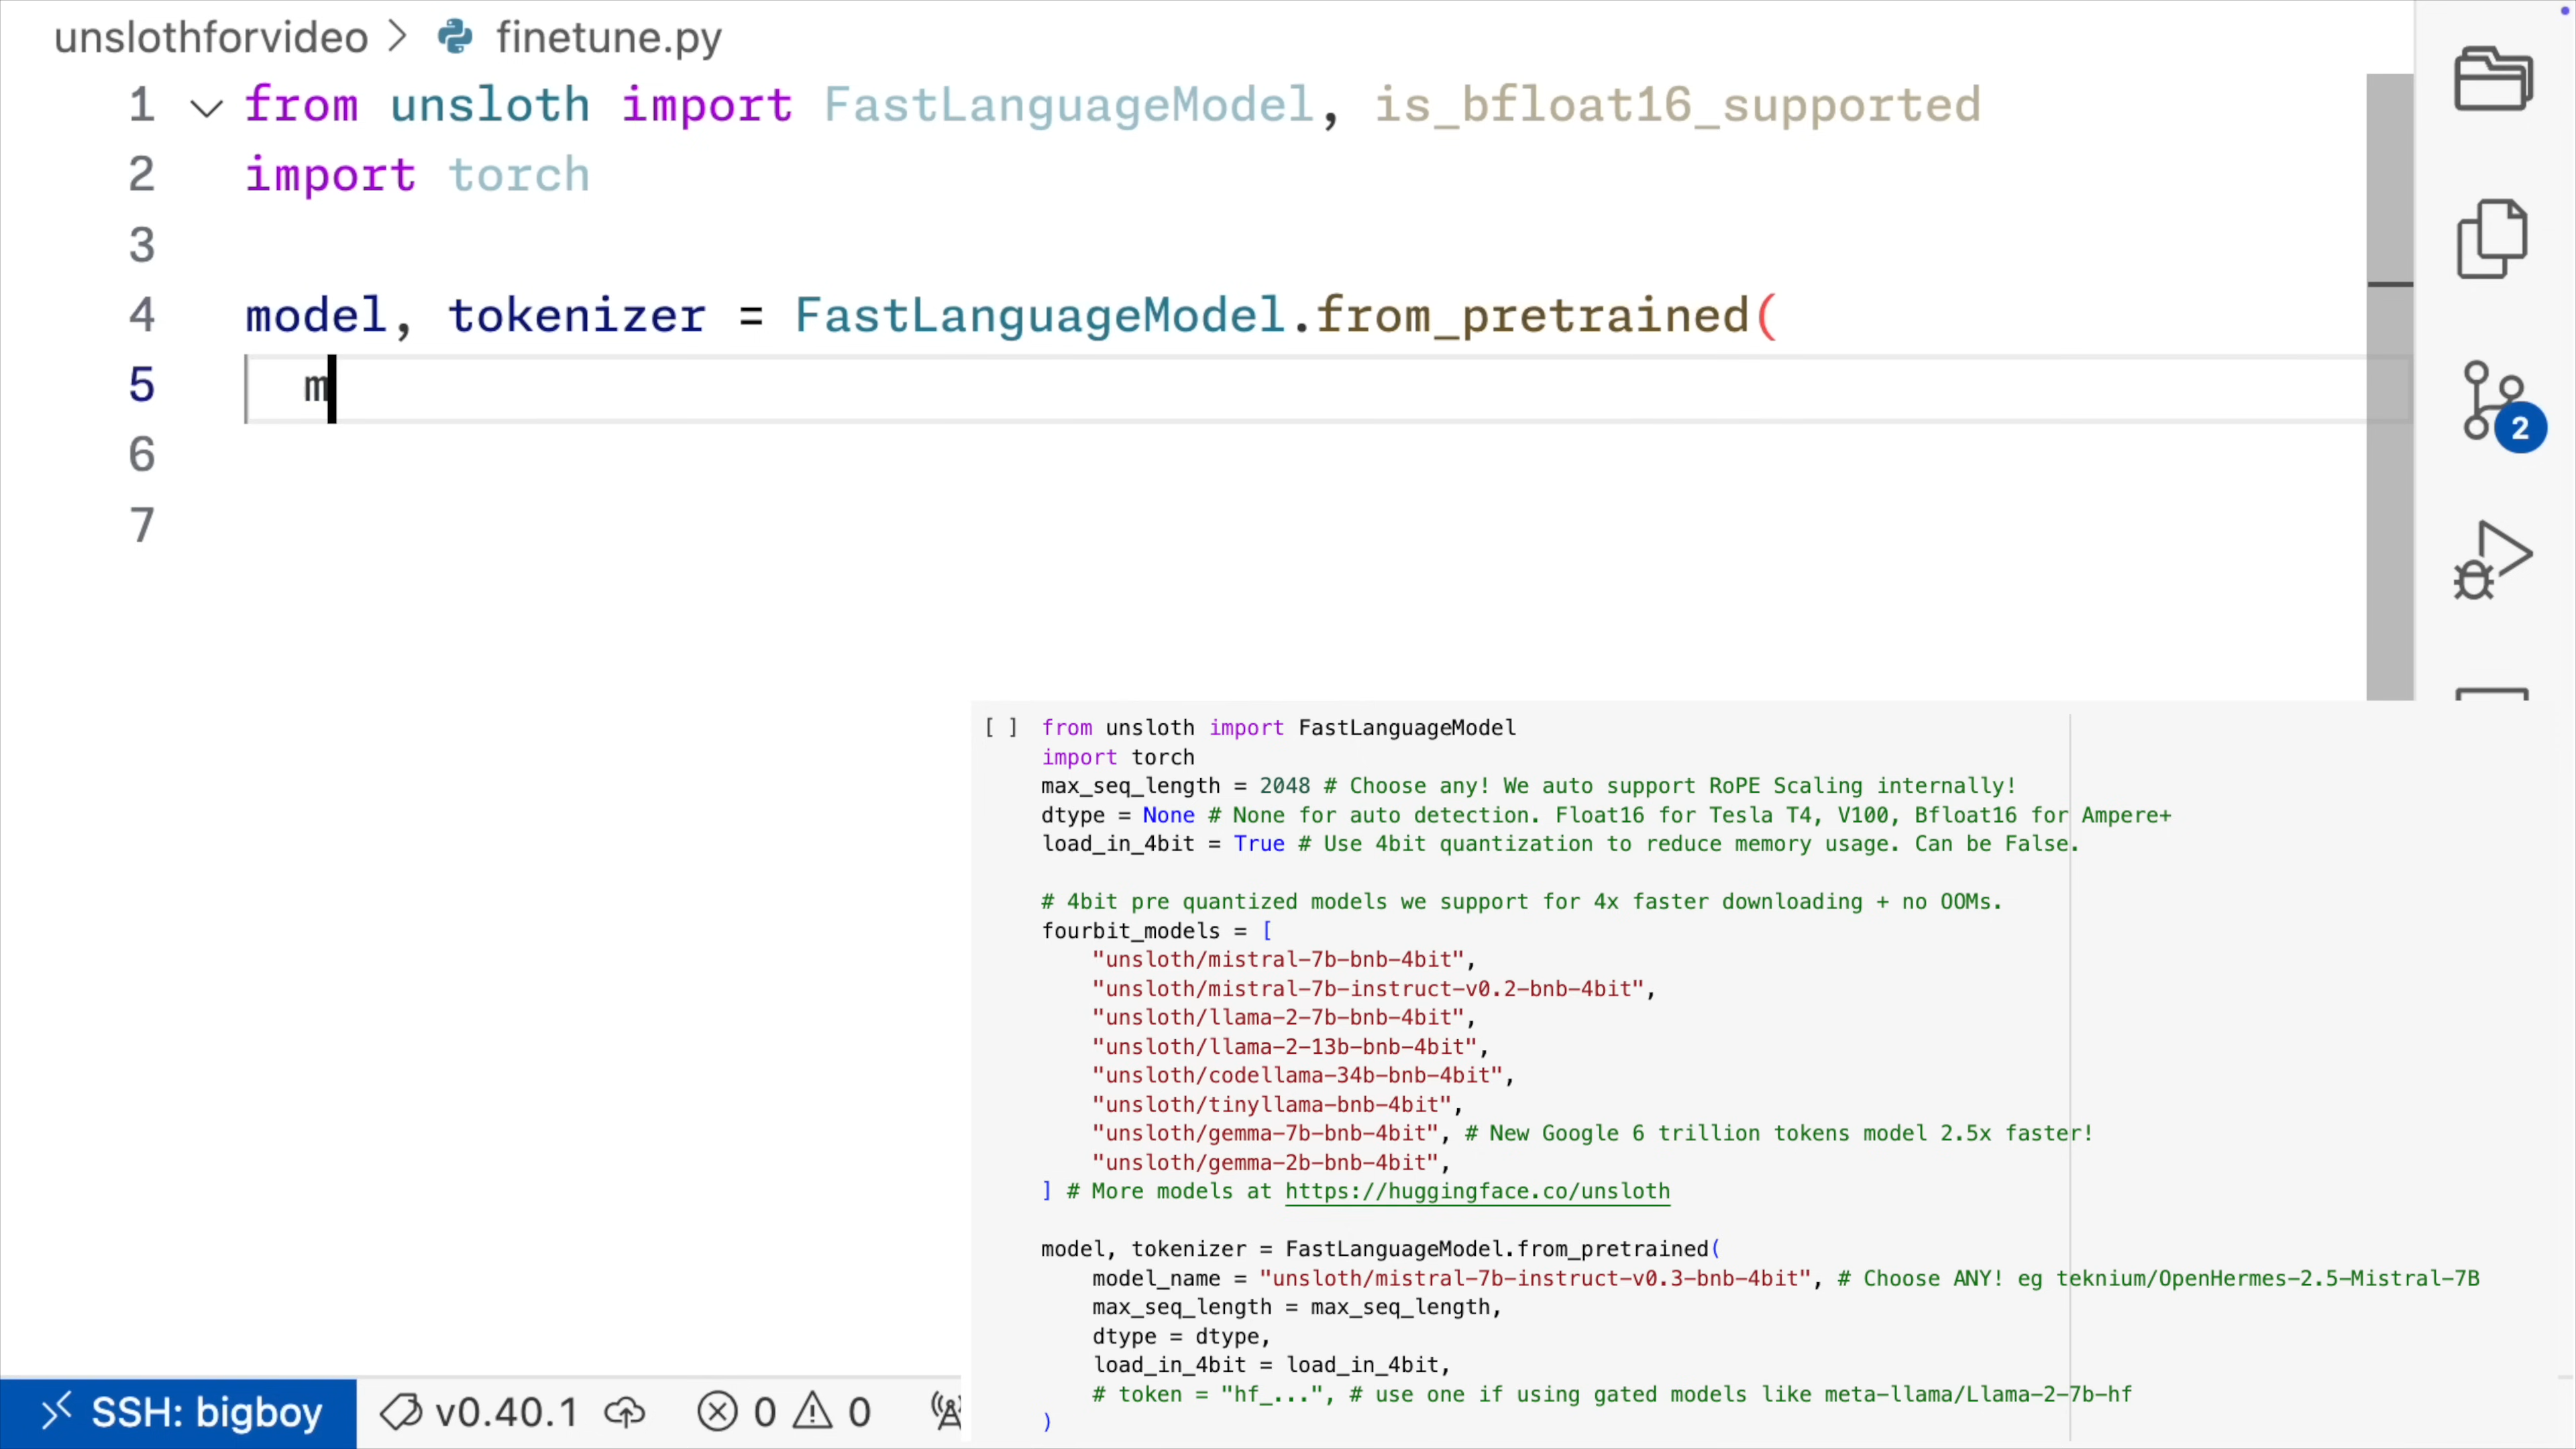 unslothforvideo > finetune.py
1 from unsloth import FastLanguageModel, is_bfloat16_supported
2 import torch
3
4 model, tokenizer = FastLanguageModel.from_pretrained(
5 m
6
7
2
[ ] from unsloth import FastLanguageModel
import torch
max_seq_length = 2048 # Choose any! We auto support RoPE Scaling internally!
dtype = None # None for auto detection. Float16 for Tesla T4, V100, Bfloat16 for Ampere+
load_in_4bit = True # Use 4bit quantization to reduce memory usage. Can be False.
# 4bit pre quantized models we support for 4x faster downloading + no OOMs.
fourbit_models = [
"unsloth/mistral-7b-bnb-4bit",
"unsloth/mistral-7b-instruct-v0.2-bnb-4bit",
"unsloth/llama-2-7b-bnb-4bit",
"unsloth/llama-2-13b-bnb-4bit",
"unsloth/codellama-34b-bnb-4bit",
"unsloth/tinyllama-bnb-4bit",
"unsloth/gemma-7b-bnb-4bit", # New Google 6 trillion tokens model 2.5x faster!
"unsloth/gemma-2b-bnb-4bit",
] # More models at https://huggingface.co/unsloth
model, tokenizer = FastLanguageModel.from_pretrained(
model_name = "unsloth/mistral-7b-instruct-v0.3-bnb-4bit", # Choose ANY! eg teknium/OpenHermes-2.5-Mistral-7B
max_seq_length = max_seq_length,
dtype = dtype,
load_in_4bit = load_in_4bit,
# token = "hf_...", # use one if using gated models like meta-llama/Llama-2-7b-hf
)
SSH: bigboy v0.40.1 0 0